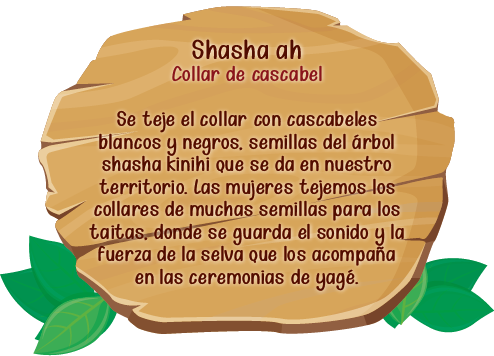 Shasha ah
Collar de cascabel
Se teje el collar con cascabeles
blancos y negros, semillas del árbol
shasha kinihi que se da en nuestro
territorio. Las mujeres tejemos los
collares de muchas semillas para los
taitas, donde se guarda el sonido y la
fuerza de la selva que los acompaña
en las ceremonias de yagé.